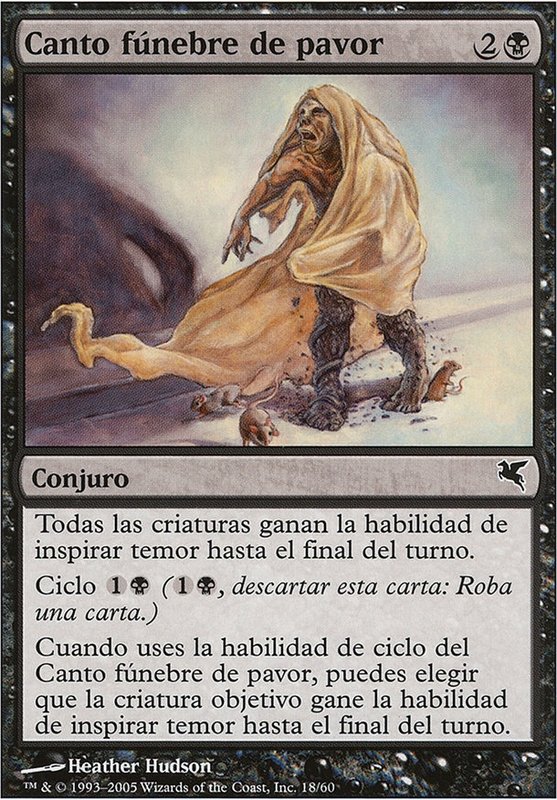 Canto fúnebre de pavor 2
Conjuro
Todas las criaturas ganan la habilidad de
inspirar temor hasta el final del turno.
Ciclo 1 (1, descartar esta carta: Roba
una carta.)
Cuando uses la habilidad de ciclo del
Canto fúnebre de pavor, puedes elegir
que la criatura objetivo gane la habilidad
de inspirar temor hasta el final del turno.
Heather Hudson
™ & © 1993–2005 Wizards of the Coast, Inc. 18/60